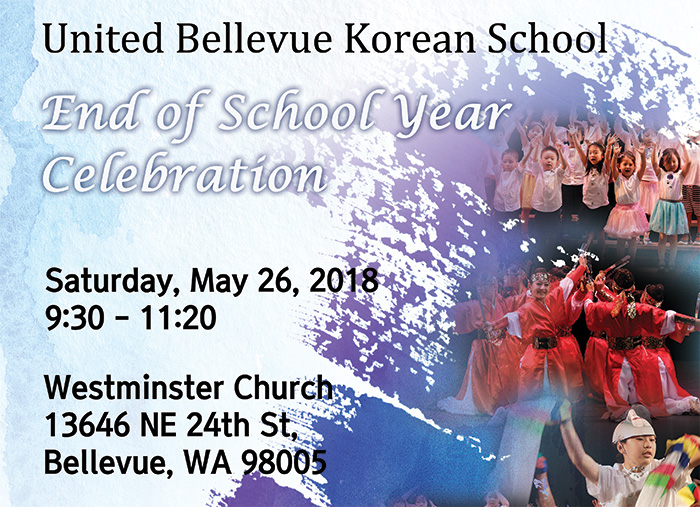 United Bellevue Korean School
End of School Year
Celebration
Saturday, May 26, 2018
9:30 - 11:20
Westminster Church
13646 NE 24th St,
Bellevue, WA 98005